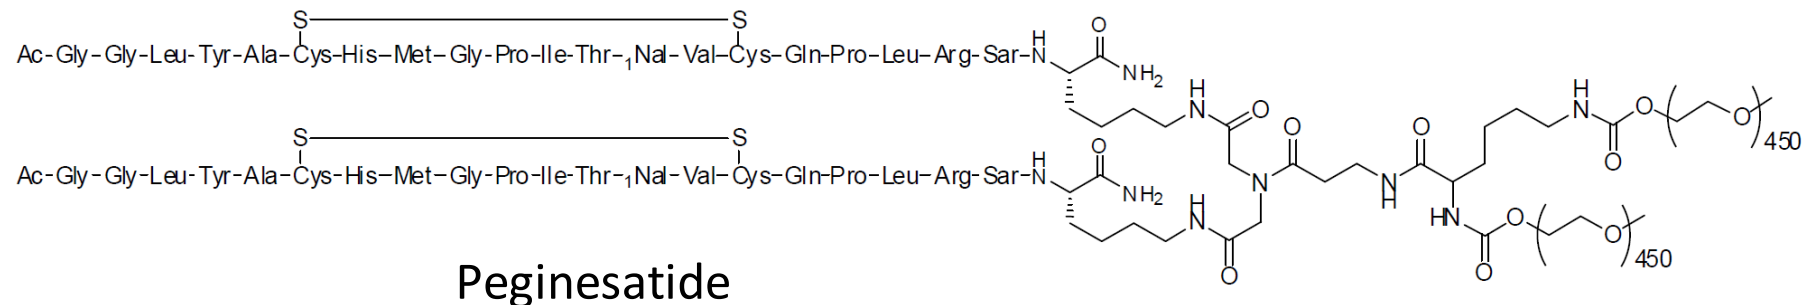 S S
Ac-Gly-Gly-Leu-Tyr-Ala-Cys-His-Met-Gly-Pro-Ile-Thr-1Nal-Val-Cys-Gln-Pro-Leu-Arg-Sar-N
H
O
NH2
H
N
O
S S
Ac-Gly-Gly-Leu-Tyr-Ala-Cys-His-Met-Gly-Pro-Ile-Thr-1Nal-Val-Cys-Gln-Pro-Leu-Arg-Sar-N
H
O
NH2
H
N
O
N
O
N
H
O
H
N
O
O
O
450
HN
O
O
O
450
Peginesatide